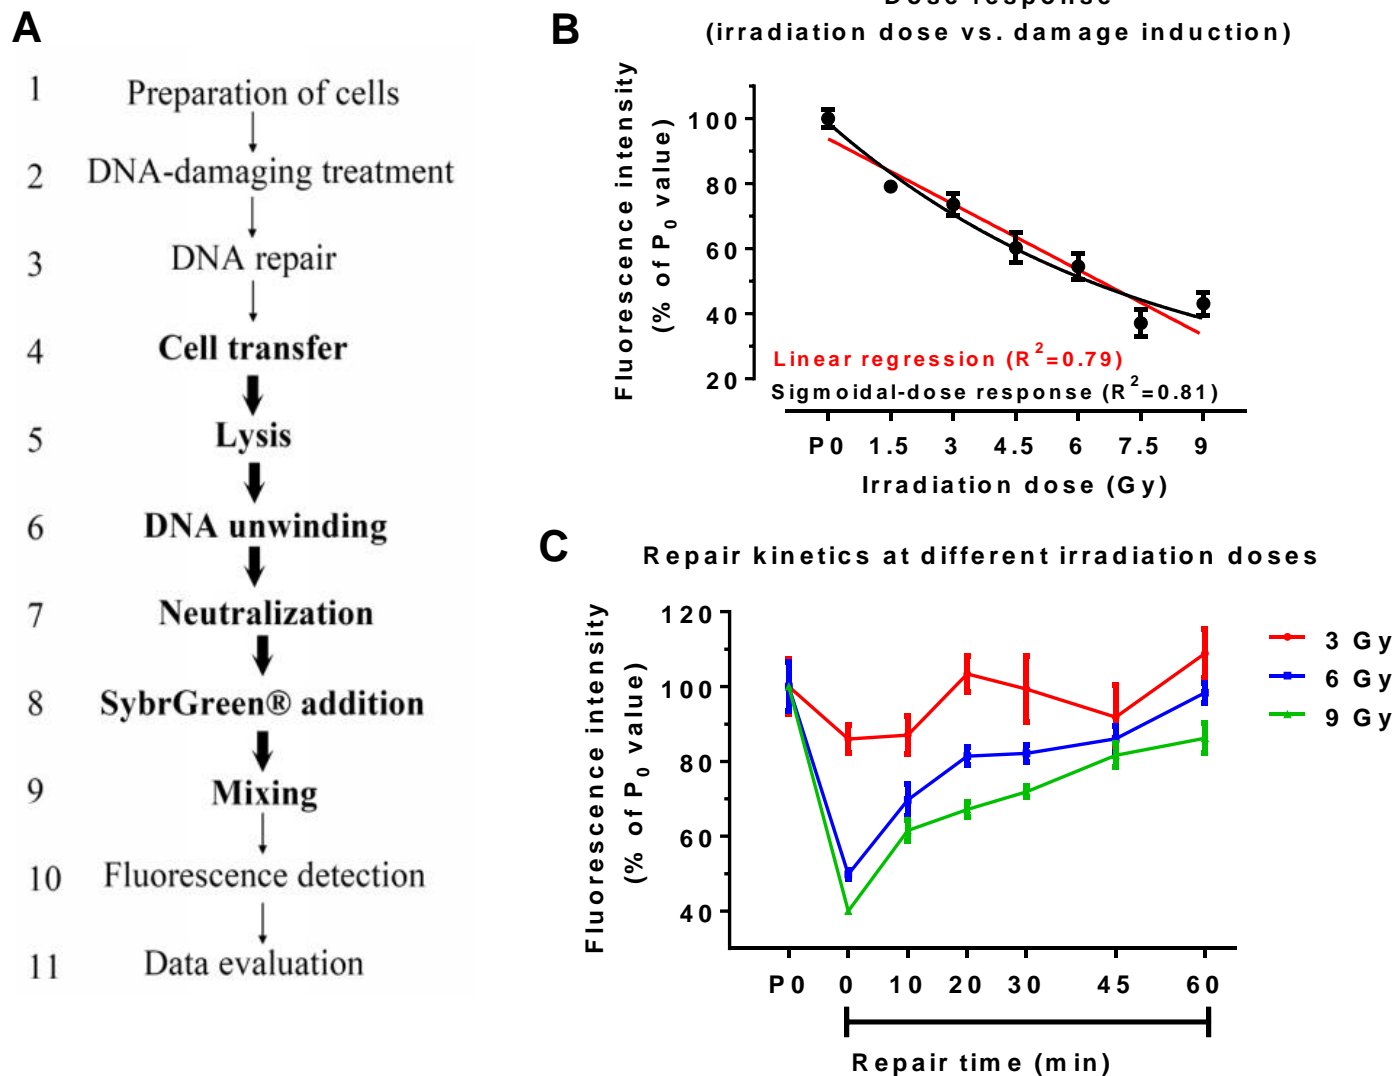 A
1 Preparation of cells
2 DNA-damaging treatment
3 DNA repair
4 Cell transfer
5 Lysis
6 DNA unwinding
7 Neutralization
8 SybrGreen® addition
9 Mixing
10 Fluorescence detection
11 Data evaluation
B
Dose response
(irradiation dose vs. damage induction)
Fluorescence intensity
(% of P0 value)
100
80
60
40
20
Linear regression (R²=0.79)
Sigmoidal-dose response (R²=0.81)
P0 1.5 3 4.5 6 7.5 9
Irradiation dose (Gy)
C
Repair kinetics at different irradiation doses
Fluorescence intensity
(% of P0 value)
120
100
80
60
40
3 Gy
6 Gy
9 Gy
P0 0 10 20 30 45 60
Repair time (min)